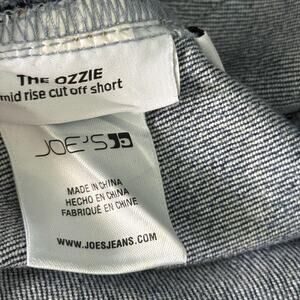 THE OZZIE
mid rise cut off short
JOE'S
MADE IN CHINA
HECHO EN CHINA
FABRIQUÉ EN CHINE
WWW.JOESJEANS.COM